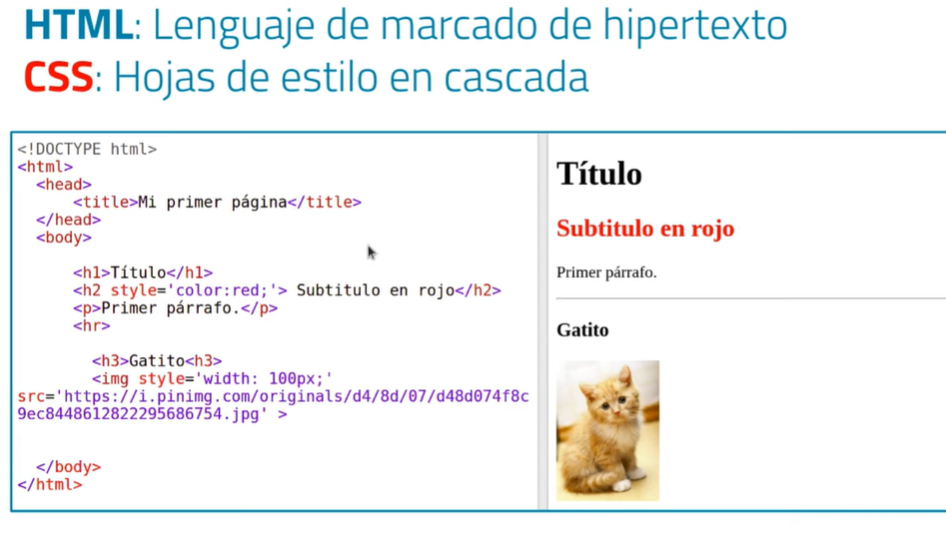 HTML: Lenguaje de marcado de hipertexto
CSS: Hojas de estilo en cascada
<!DOCTYPE html>
<html>
<head>
<title>Mi primer página</title>
</head>
<body>
<h1>Título</h1>
<h2 style='color:red;'> Subtitulo en rojo</h2>
<p>Primer párrafo.</p>
<hr>
<h3>Gatito<h3>
<img style='width: 100px;'
src='https://i.pinimg.com/originals/d4/8d/07/d48d074f8c
9ec8448612822295686754.jpg' >
</body>
</html>
Título
Subtitulo en rojo
Primer párrafo.
Gatito